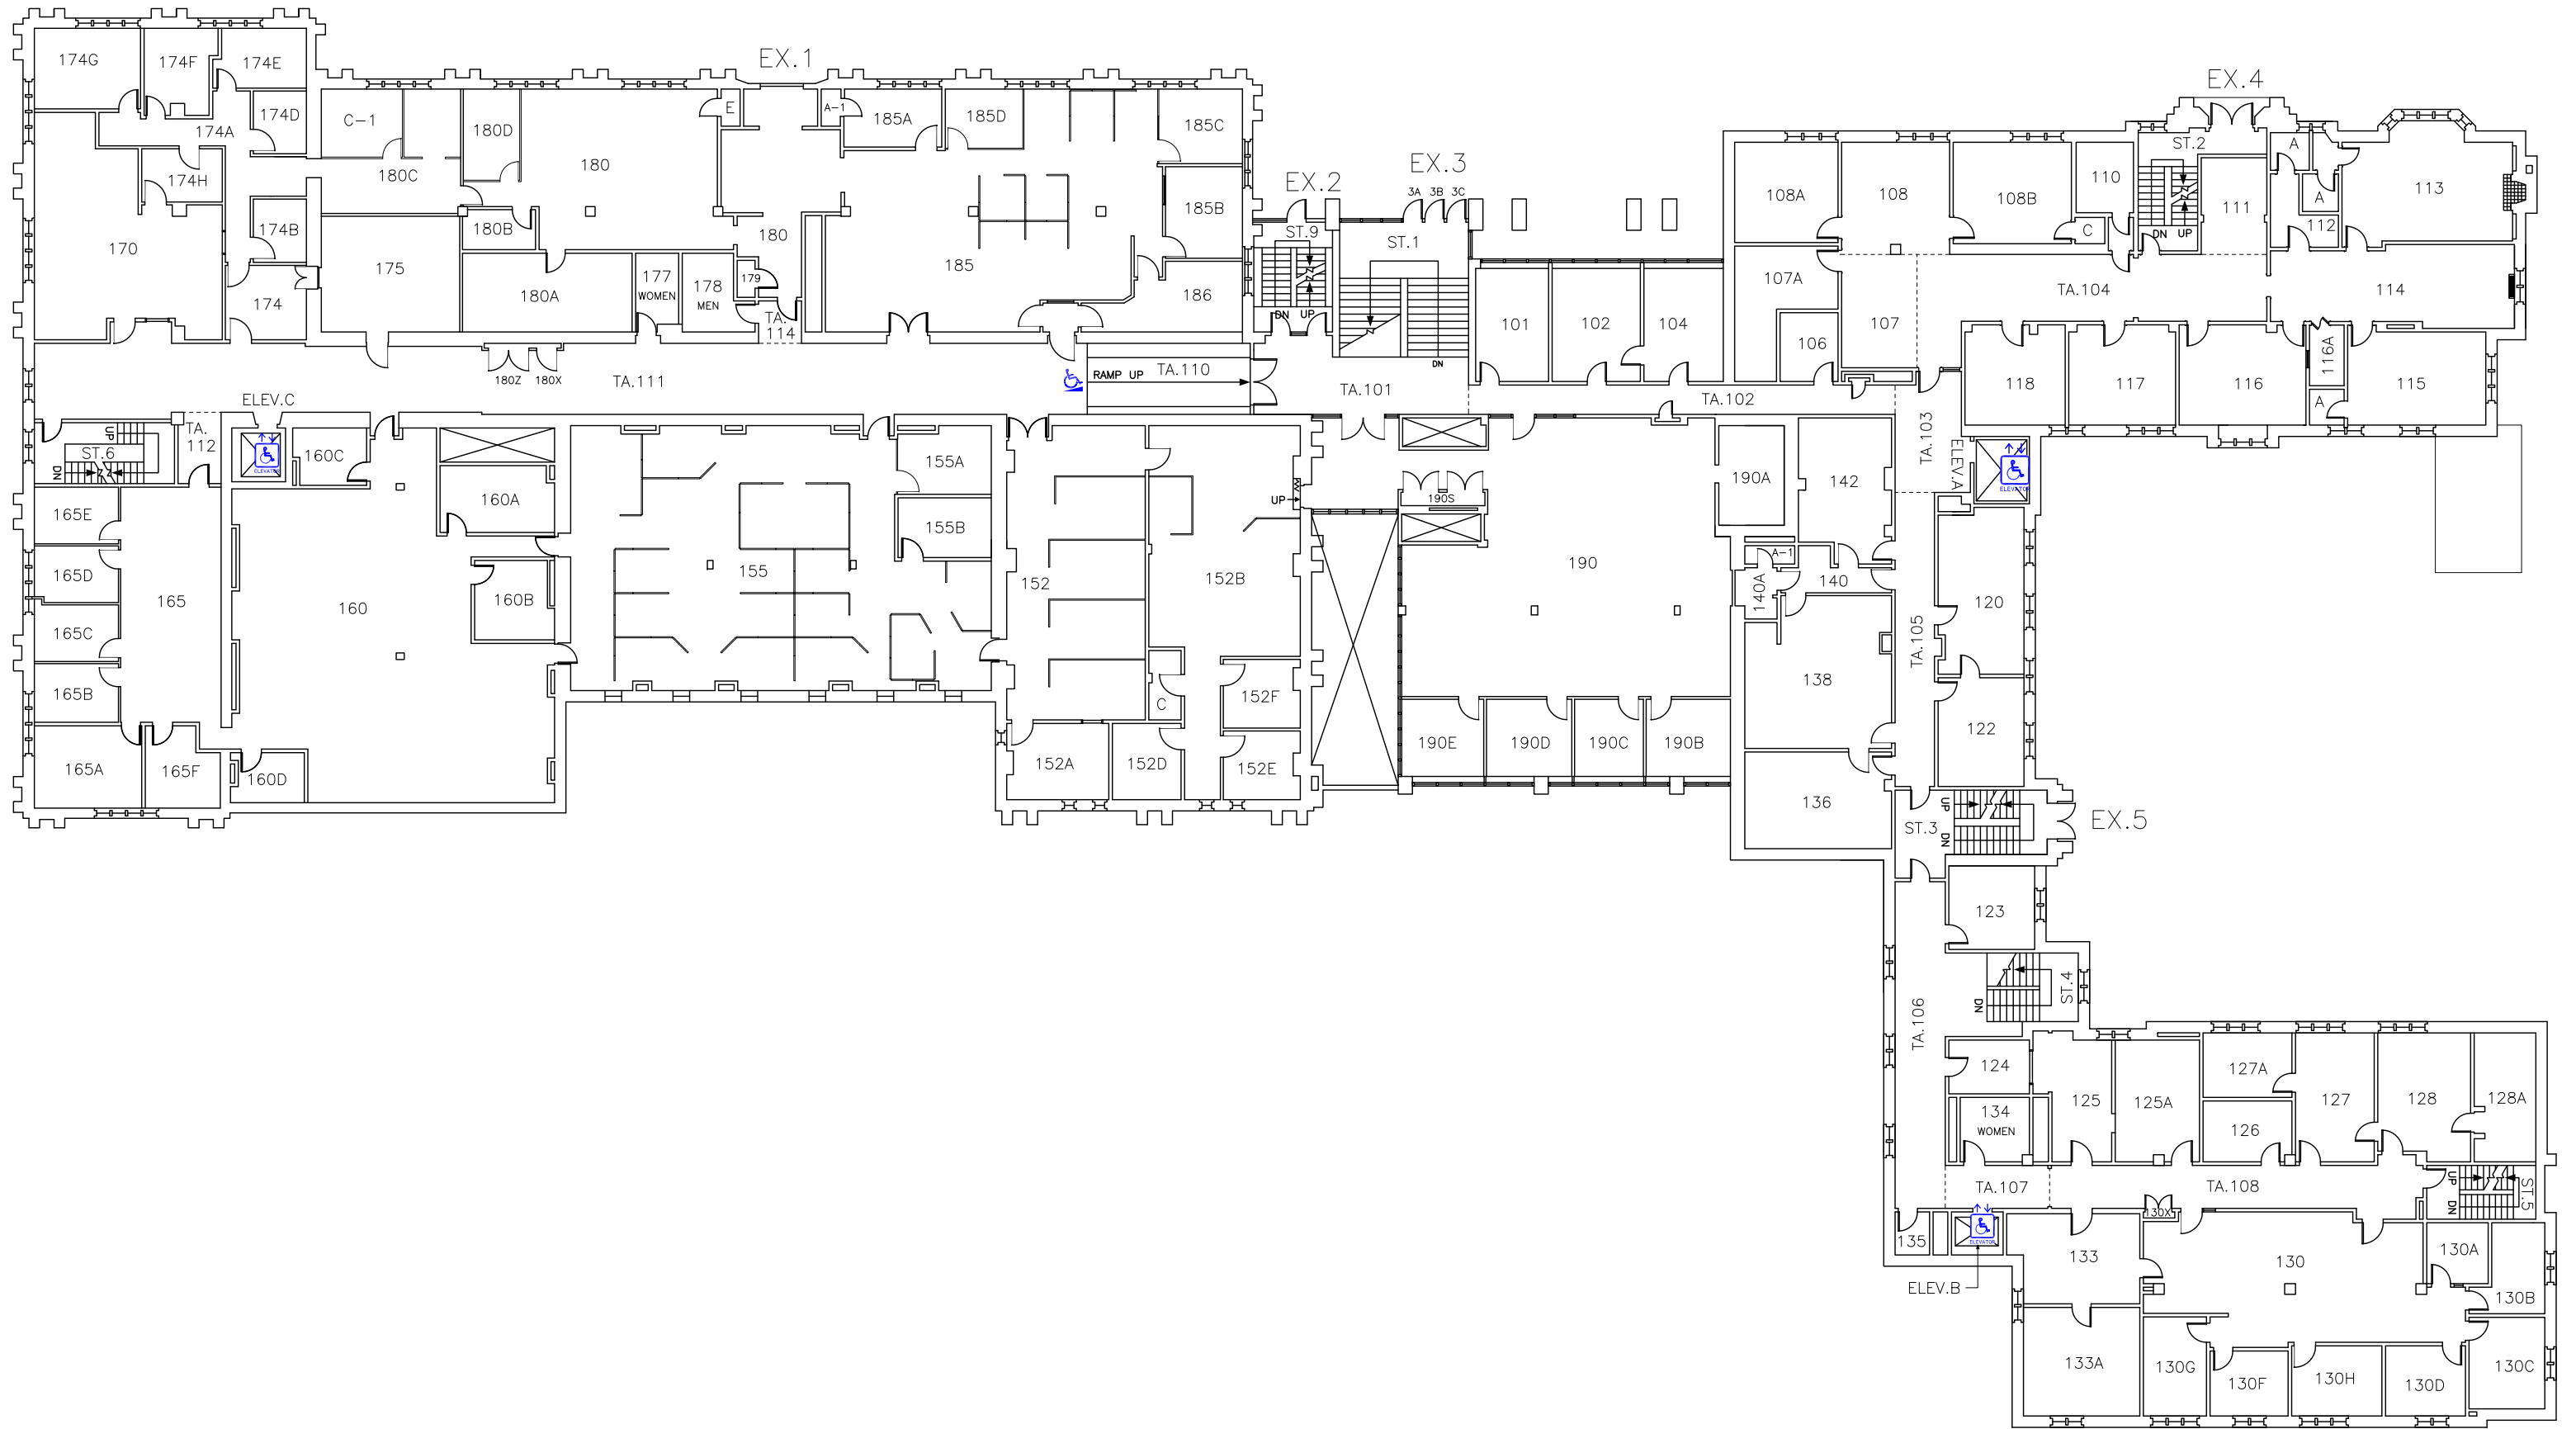 EX.1
EX.4
174G
174F
174E
174D
174A
C-1
180D
E
A-1
185A
185D
185C
174H
180C
180
EX.2
EX.3
3A 3B 3C
108A
108
108B
110
ST.2
111
A
A
112
113
170
174B
180B
180
185
185B
ST.9
ST.1
C
DN UP
174
175
180A
177
WOMEN
178
MEN
179
TA.
114
186
DN UP
DN
101
102
104
107A
106
107
TA.104
114
180Z
180X
TA.111
RAMP UP
TA.110
TA.101
TA.102
TA.103
118
117
116
116A
A
115
ELEV.C
ELEVATOR
ST.6
UP
DN
TA.
112
160C
160A
155A
155B
UP
190S
190A
142
ELEV.A
ELEVATOR
165E
165D
165C
165B
165
160
160B
155
152
152B
190
A-1
140A
140
TA.105
120
138
122
C
152F
152E
152D
152A
190E
190D
190C
190B
165A
165F
160D
136
UP
DN
ST.3
EX.5
123
ST.4
DN
TA.106
124
134
WOMEN
125
125A
127A
126
127
128
128A
TA.107
TA.108
UP
DN
ST.5
135
ELEVATOR
ELEV.B
133
130X
130
130A
130B
133A
130G
130F
130H
130D
130C